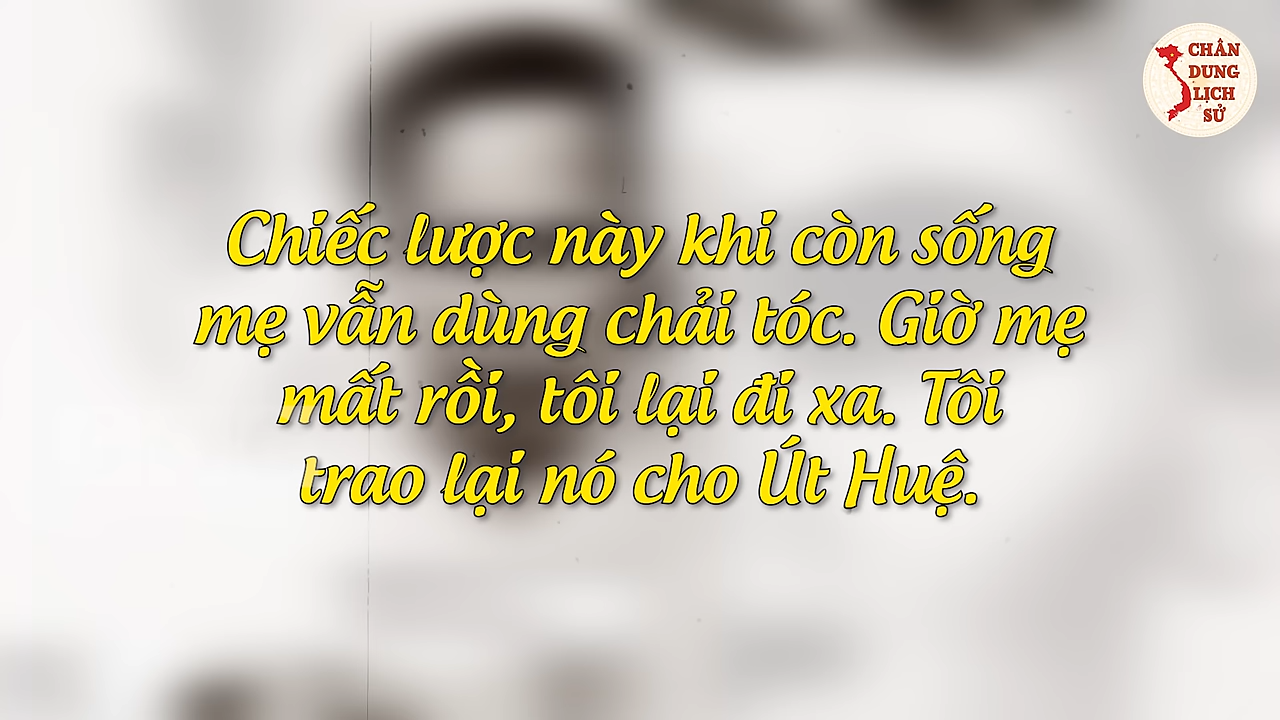 CHÂN
DUNG
LỊCH
SỬ
Chiếc lược này khi còn sống
mẹ vẫn dùng chải tóc. Giờ mẹ
mất rồi, tôi lại đi xa. Tôi
trao lại nó cho Út Huệ.